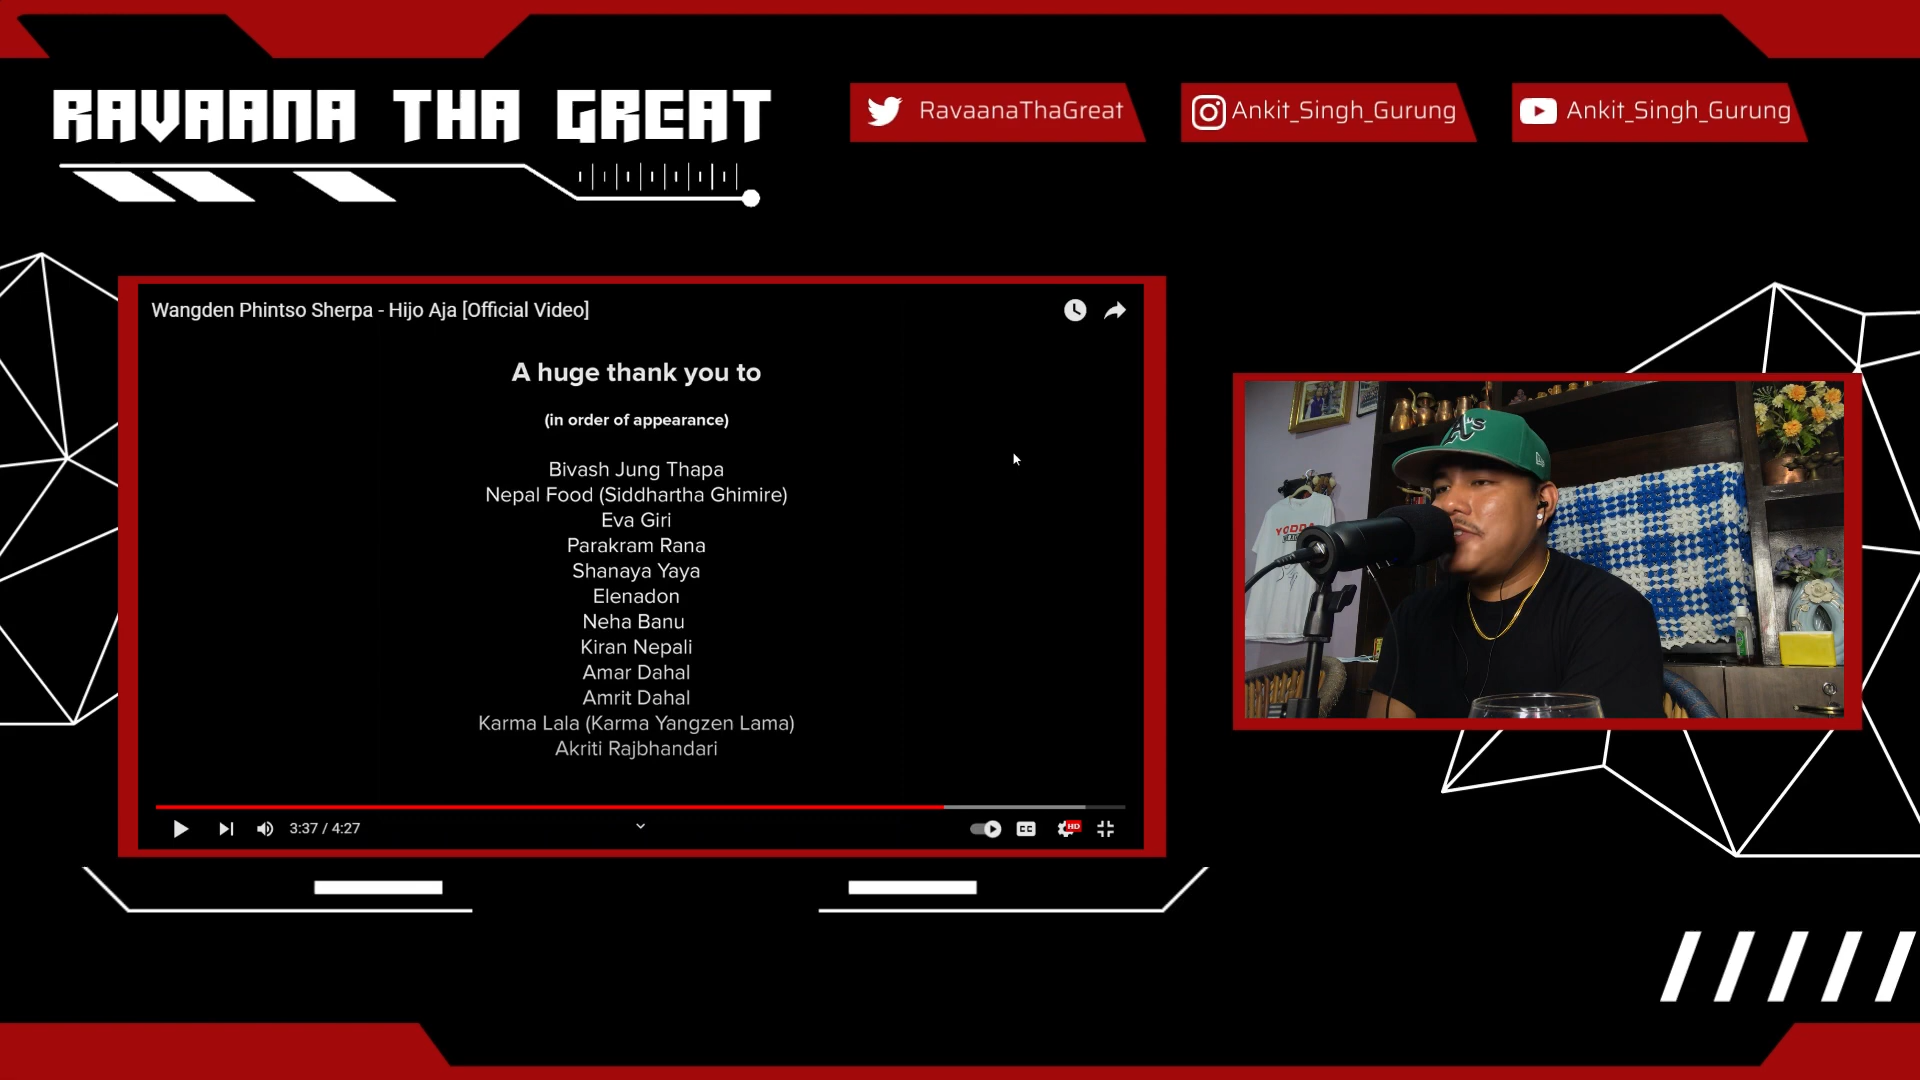 RAVAANA THA GREAT
RavaanaThaGreat
Ankit_Singh_Gurung
Ankit_Singh_Gurung
Wangden Phintso Sherpa - Hijo Aja [Official Video]
A huge thank you to
(in order of appearance)
Bivash Jung Thapa
Nepal Food (Siddhartha Ghimire)
Eva Giri
Parakram Rana
Shanaya Yaya
Elenadon
Neha Banu
Kiran Nepali
Amar Dahal
Amrit Dahal
Karma Lala (Karma Yangzen Lama)
Akriti Rajbhandari
3:37 / 4:27
CC
HD
A's